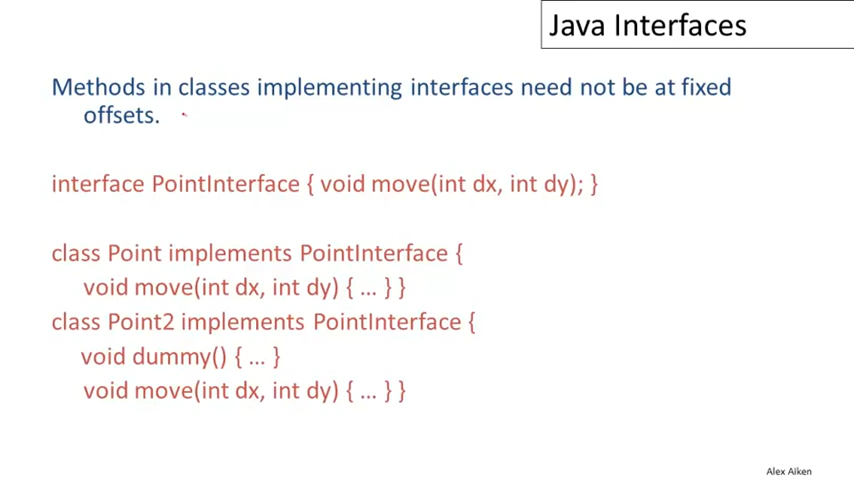 Java Interfaces
Methods in classes implementing interfaces need not be at fixed
offsets.
interface PointInterface { void move(int dx, int dy); }
class Point implements PointInterface {
void move(int dx, int dy) { ... } }
class Point2 implements PointInterface {
void dummy() { ... }
void move(int dx, int dy) { ... } }
Alex Aiken